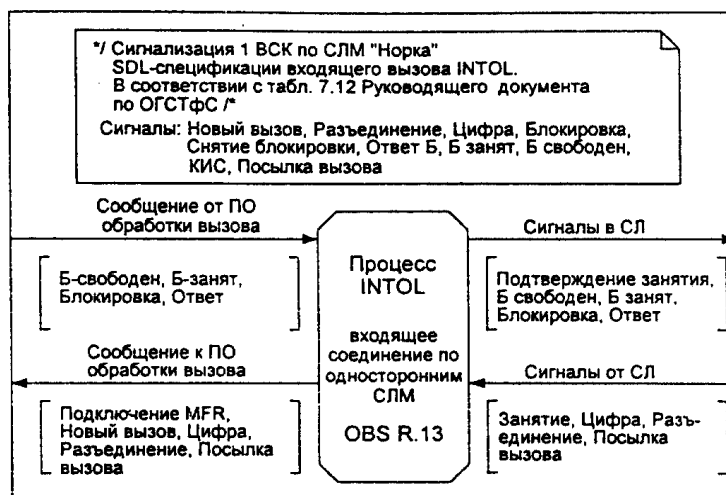 */ Сигнализация 1 ВСК по СЛМ "Норка"
SDL-спецификации входящего вызова INTOL.
В соответствии с табл. 7.12 Руководящего документа
по ОГСТфС /*
Сигналы: Новый вызов, Разъединение, Цифра, Блокировка,
Снятие блокировки, Ответ Б, Б занят, Б свободен,
КИС, Посылка вызова
Сообщение от ПО
обработки вызова
Б-свободен, Б-занят,
Блокировка, Ответ
Сообщение к ПО
обработки вызова
Подключение MFR,
Новый вызов, Цифра,
Разъединение, Посылка
вызова
Процесс
INTOL
входящее
соединение по
односторонним
СЛМ
OBS R.13
Сигналы в СЛ
Подтверждение занятия,
Б свободен, Б занят,
Блокировка, Ответ
Сигналы от СЛ
Занятие, Цифра, Разъ-
единение, Посылка
вызова